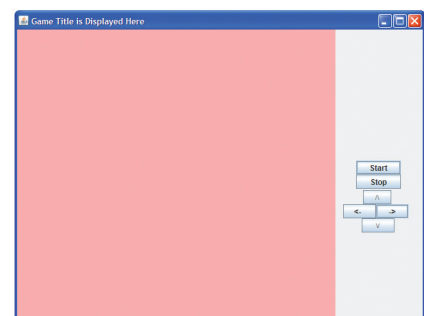 Game Title is Displayed Here
Start
Stop
^
<- ->
v